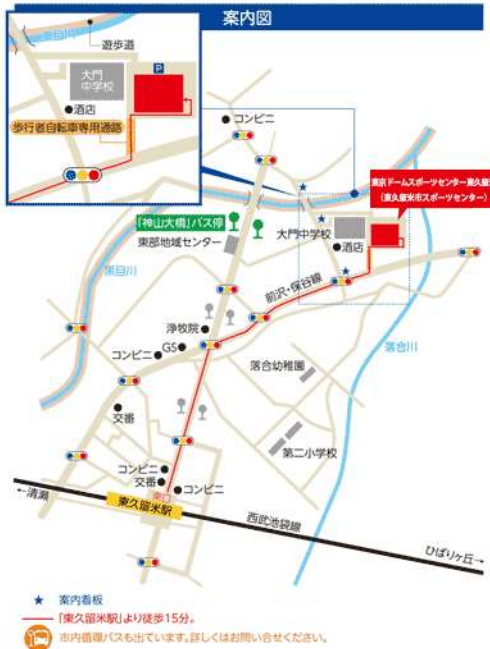 案内図
黒目川
遊歩道
P
大門
中学校
酒店
歩行者自転車専用通路
コンビニ
東京ドームスポーツセンター東久留米
(東久留米市スポーツセンター)
「神山大橋」バス停
大門中学校
東部地域センター
酒店
黒目川
前沢・保谷線
浄牧院
GS
コンビニ
落合川
落合幼稚園
交番
第二小学校
コンビニ
交番
コンビニ
東口
←清瀬
東久留米駅
西武池袋線
ひばりヶ丘→
★ 案内看板
「東久留米駅」より徒歩15分。
市内循環バスも出ています。詳しくはお問い合せください。